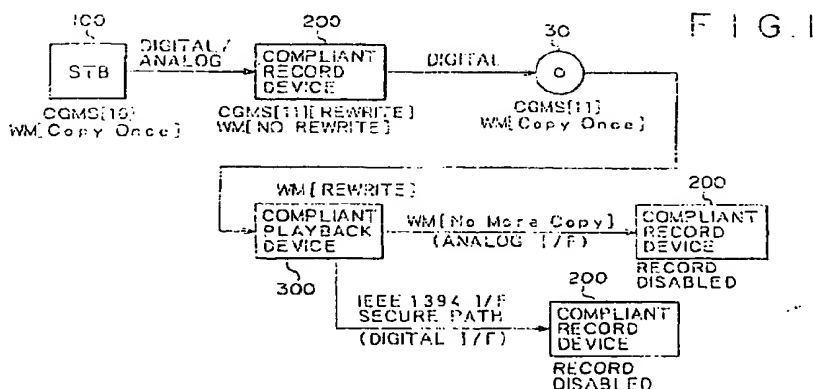 FIG.1
100
STB
CGMS[10]
WM[Copy Once]
DIGITAL/
ANALOG
200
COMPLIANT
RECORD
DEVICE
CGMS[11][REWRITE]
WM[NO REWRITE]
DIGITAL
30
CGMS[11]
WM[Copy Once]
WM[REWRITE]
COMPLIANT
PLAYBACK
DEVICE
300
WM[No More Copy]
(ANALOG I/F)
200
COMPLIANT
RECORD
DEVICE
RECORD
DISABLED
IEEE 1394 I/F
SECURE PATH
(DIGITAL I/F)
200
COMPLIANT
RECORD
DEVICE
RECORD
DISABLED